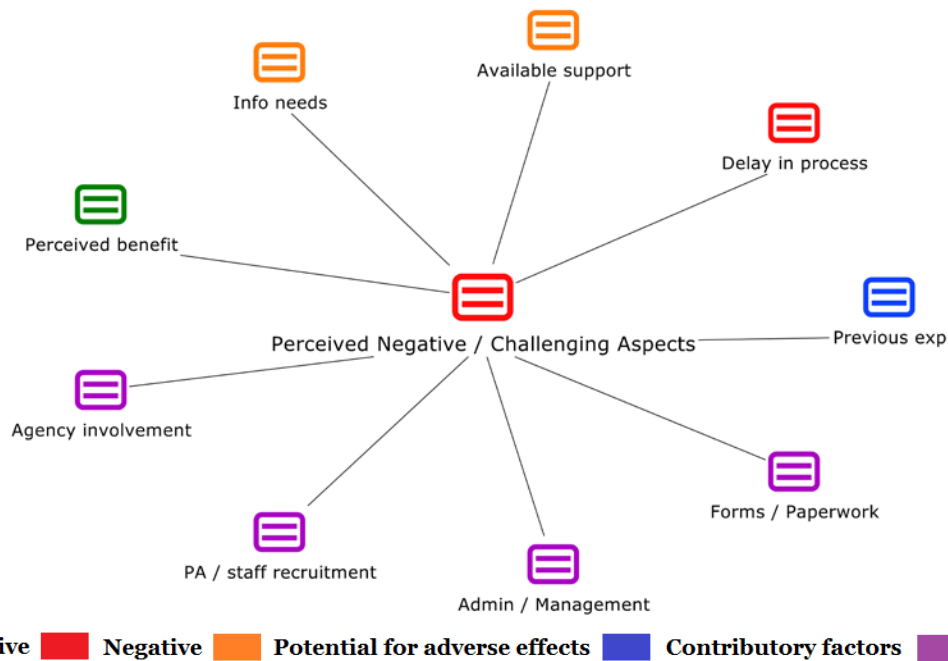 Available support
Info needs
Delay in process
Perceived benefit
Previous exp
Perceived Negative / Challenging Aspects
Agency involvement
Forms / Paperwork
PA / staff recruitment
Admin / Management
ive Negative Potential for adverse effects Contributory factors